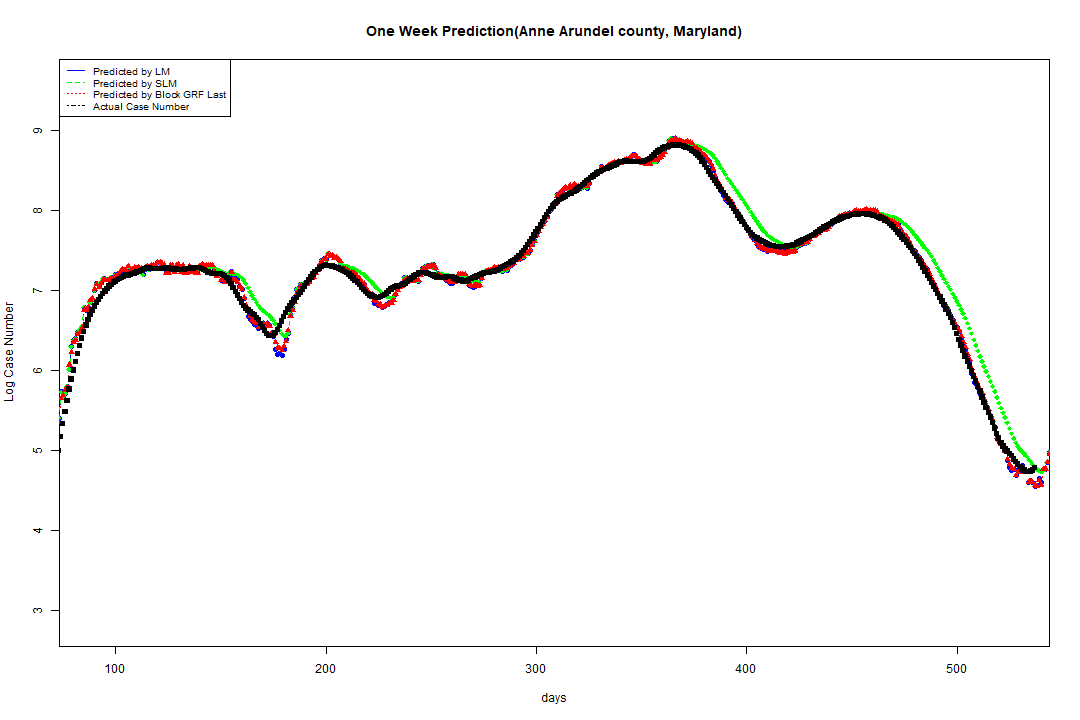 One Week Prediction(Anne Arundel county, Maryland)
Predicted by LM
Predicted by SLM
Predicted by Block GRF Last
Actual Case Number
9
8
7
6
5
4
3
Log Case Number
100 200 300 400 500
days